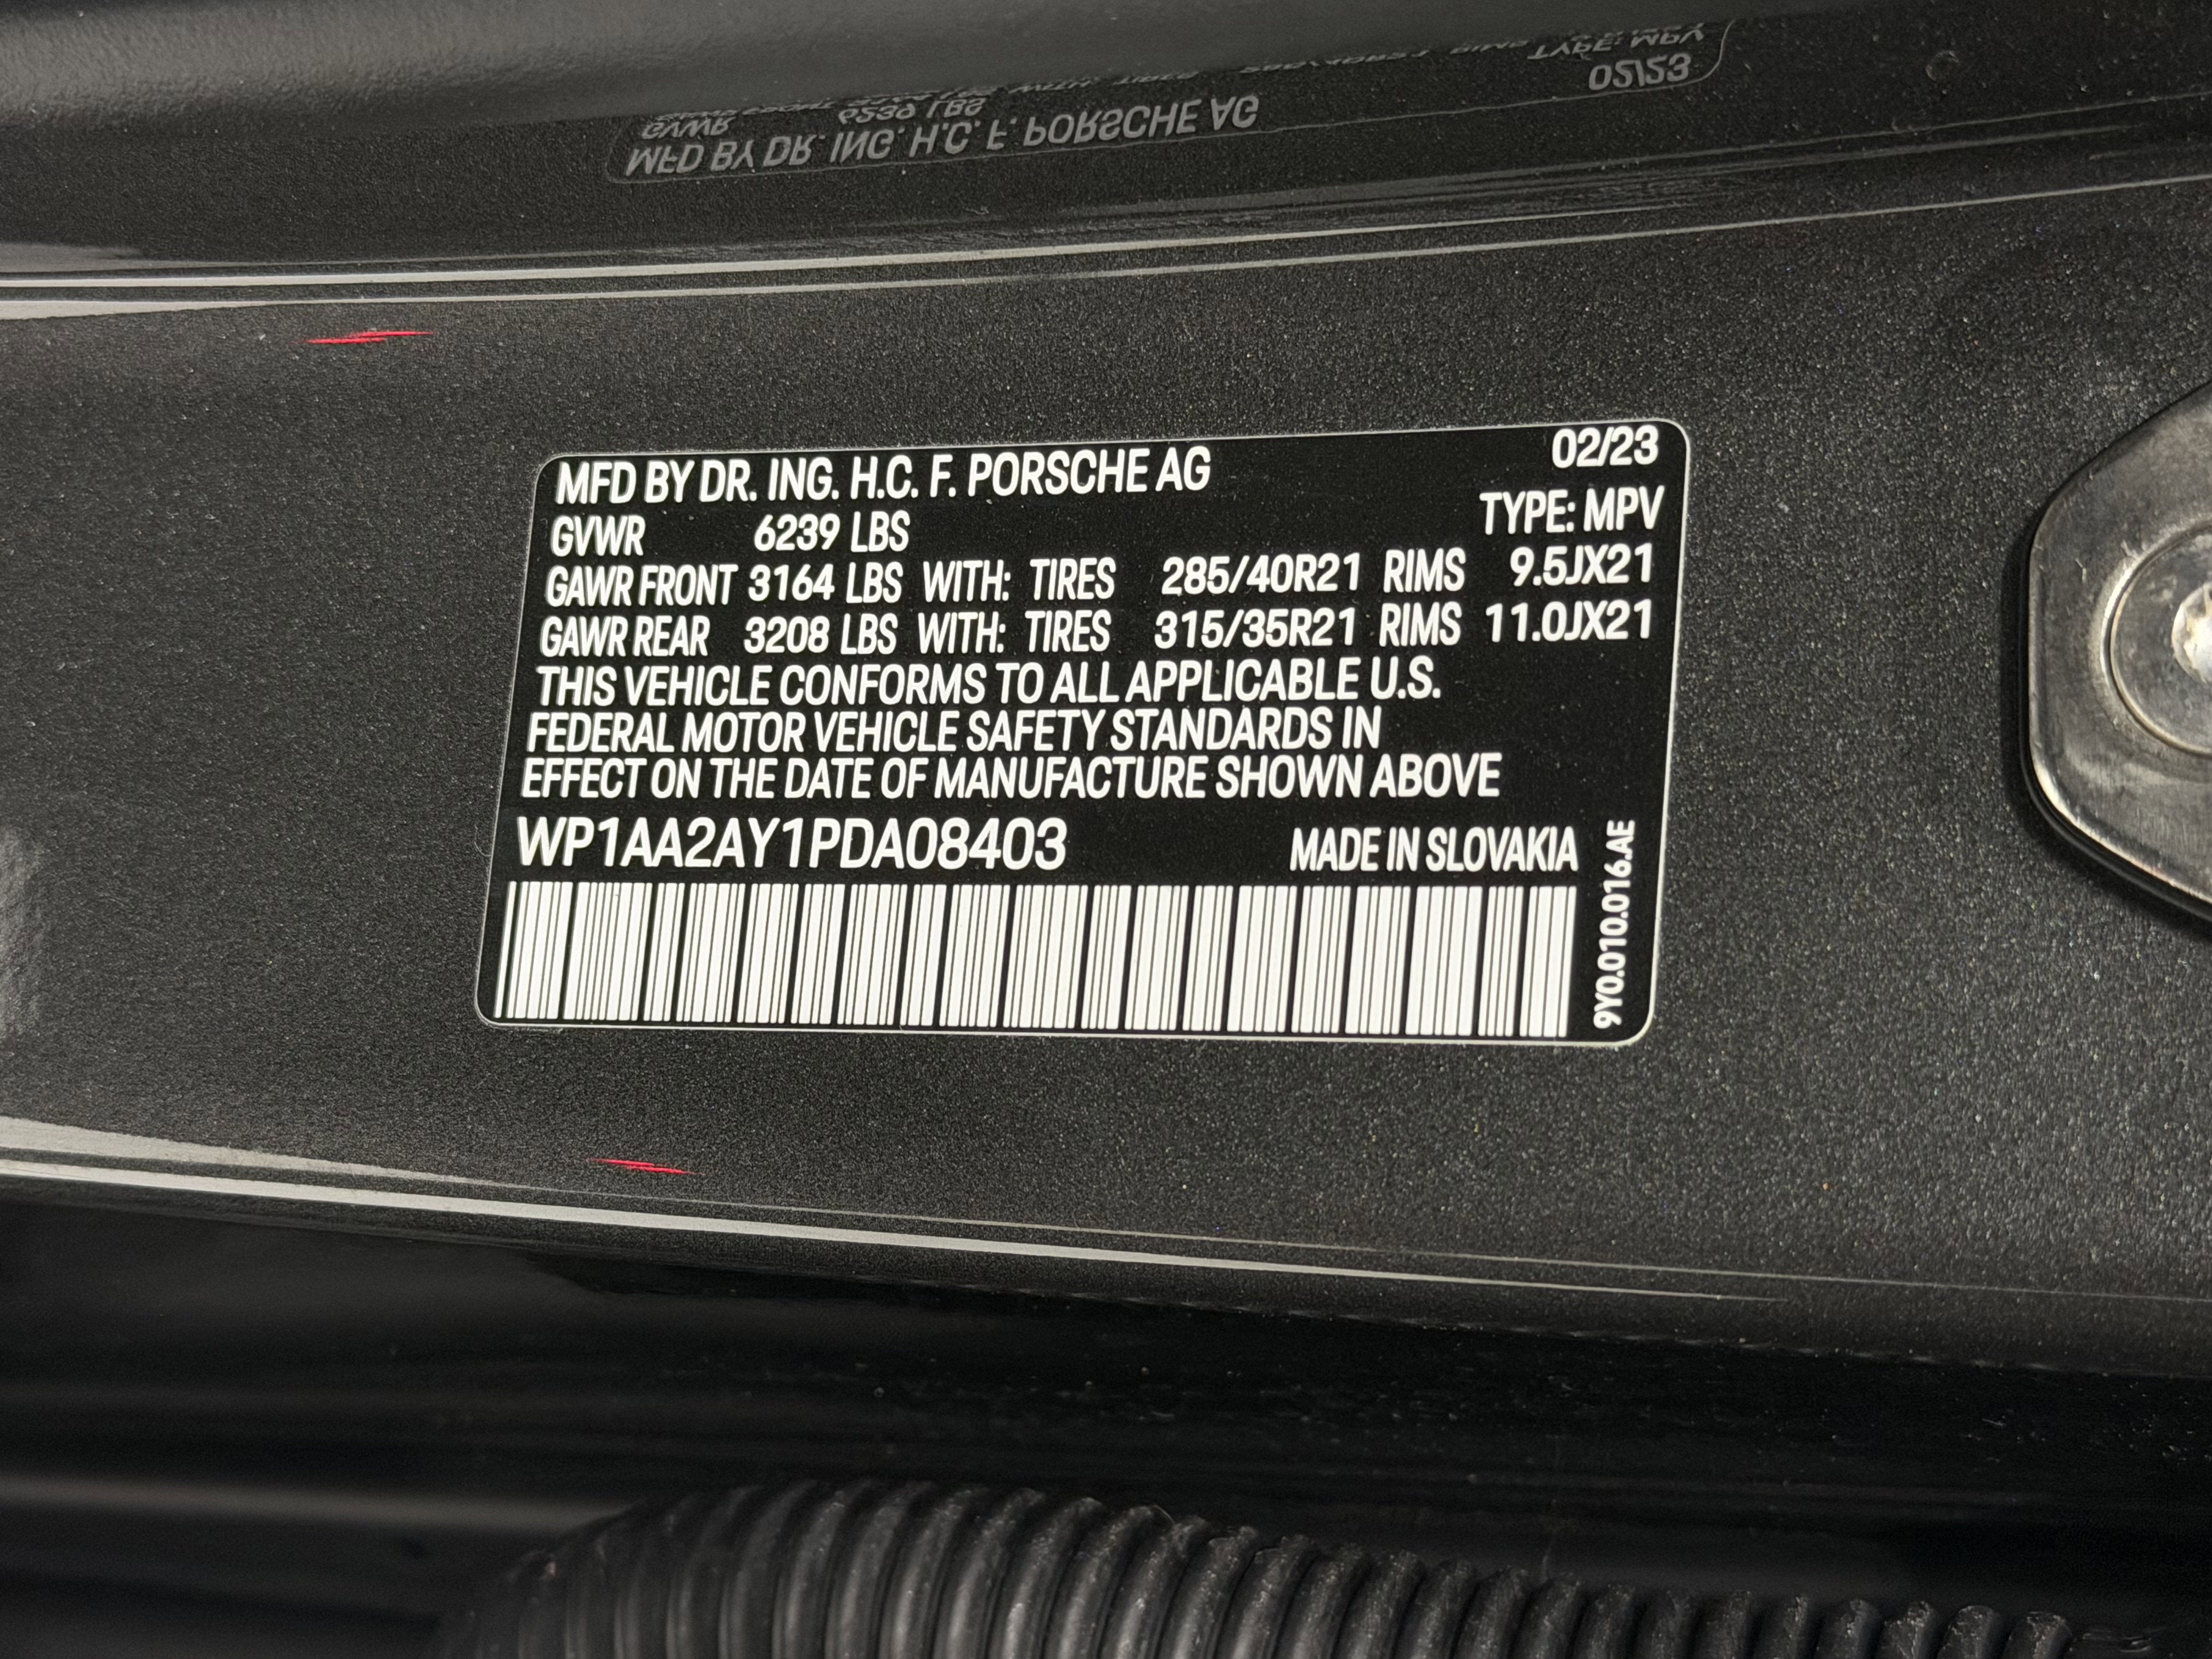 MFD BY DR. ING. H.C. F. PORSCHE AG
GVWR 6239 LBS
02/23
TYPE: MPV
MFD BY DR. ING. H.C. F. PORSCHE AG 02/23
GVWR 6239 LBS TYPE: MPV
GAWR FRONT 3164 LBS WITH: TIRES 285/40R21 RIMS 9.5JX21
GAWR REAR 3208 LBS WITH: TIRES 315/35R21 RIMS 11.0JX21
THIS VEHICLE CONFORMS TO ALL APPLICABLE U.S.
FEDERAL MOTOR VEHICLE SAFETY STANDARDS IN
EFFECT ON THE DATE OF MANUFACTURE SHOWN ABOVE
WP1AA2AY1PDA08403 MADE IN SLOVAKIA
9Y0.010.016.AE